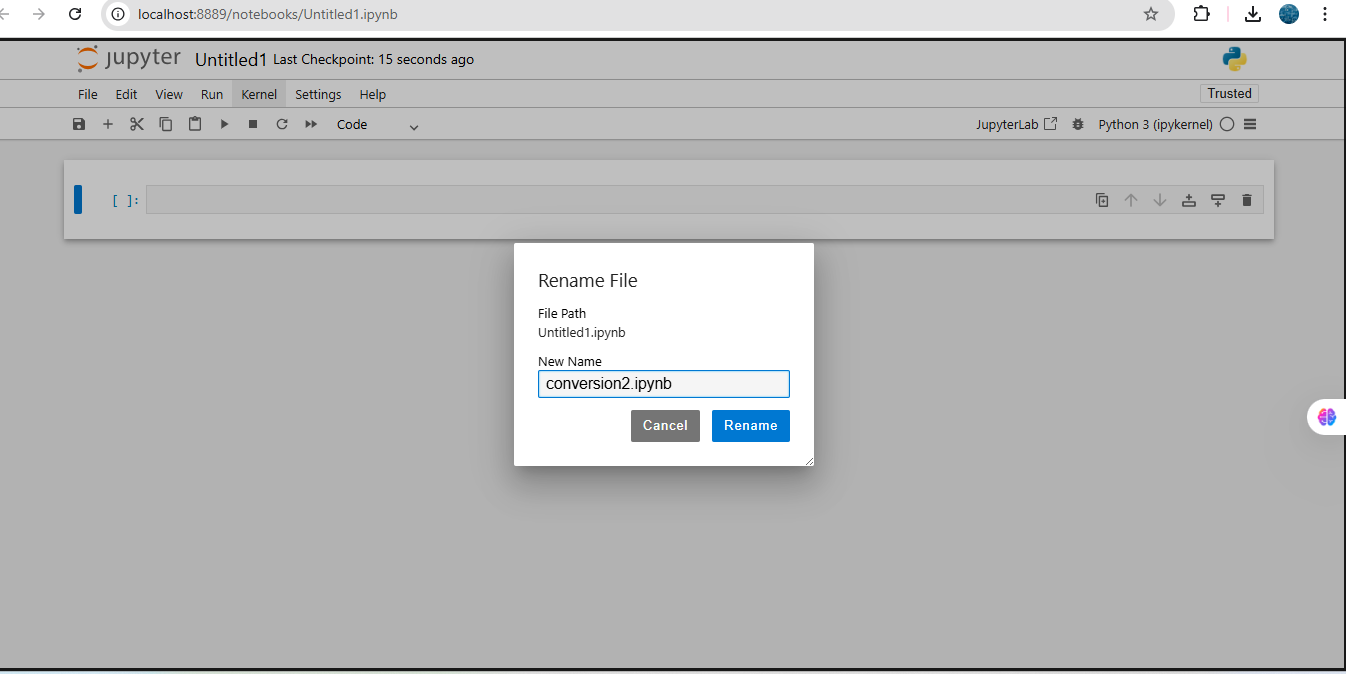 localhost:8889/notebooks/Untitled1.ipynb
jupyter Untitled1 Last Checkpoint: 15 seconds ago
File Edit View Run Kernel Settings Help Trusted
Code JupyterLab Python 3 (ipykernel)
[ ]:
Rename File
File Path
Untitled1.ipynb
New Name
conversion2.ipynb
Cancel Rename